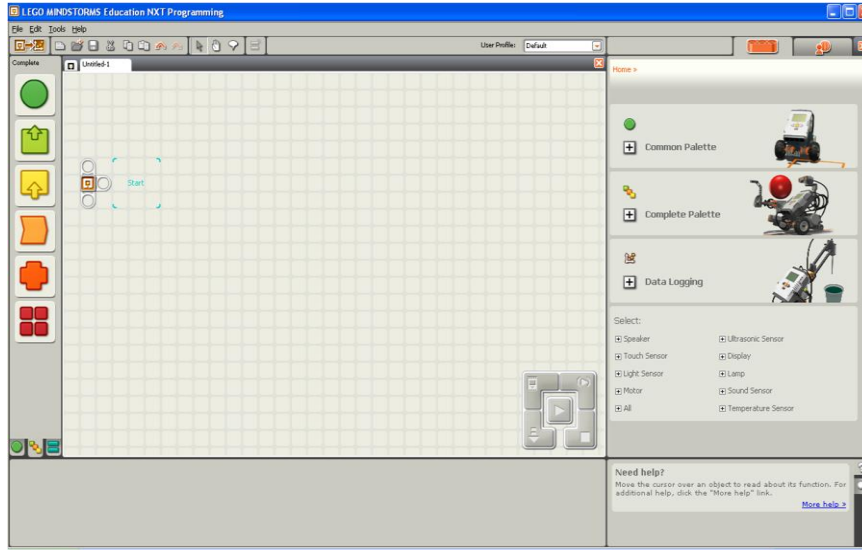 LEGO MINDSTORMS Education NXT Programming
File Edit Tools Help
User Profile: Default
Complete
Untitled-1
Start
Home »
Common Palette
Complete Palette
Data Logging
Select:
Speaker
Ultrasonic Sensor
Touch Sensor
Display
Light Sensor
Lamp
Motor
Sound Sensor
All
Temperature Sensor
Need help?
Move the cursor over an object to read about its function. For
additional help, click the "More help" link.
More help »